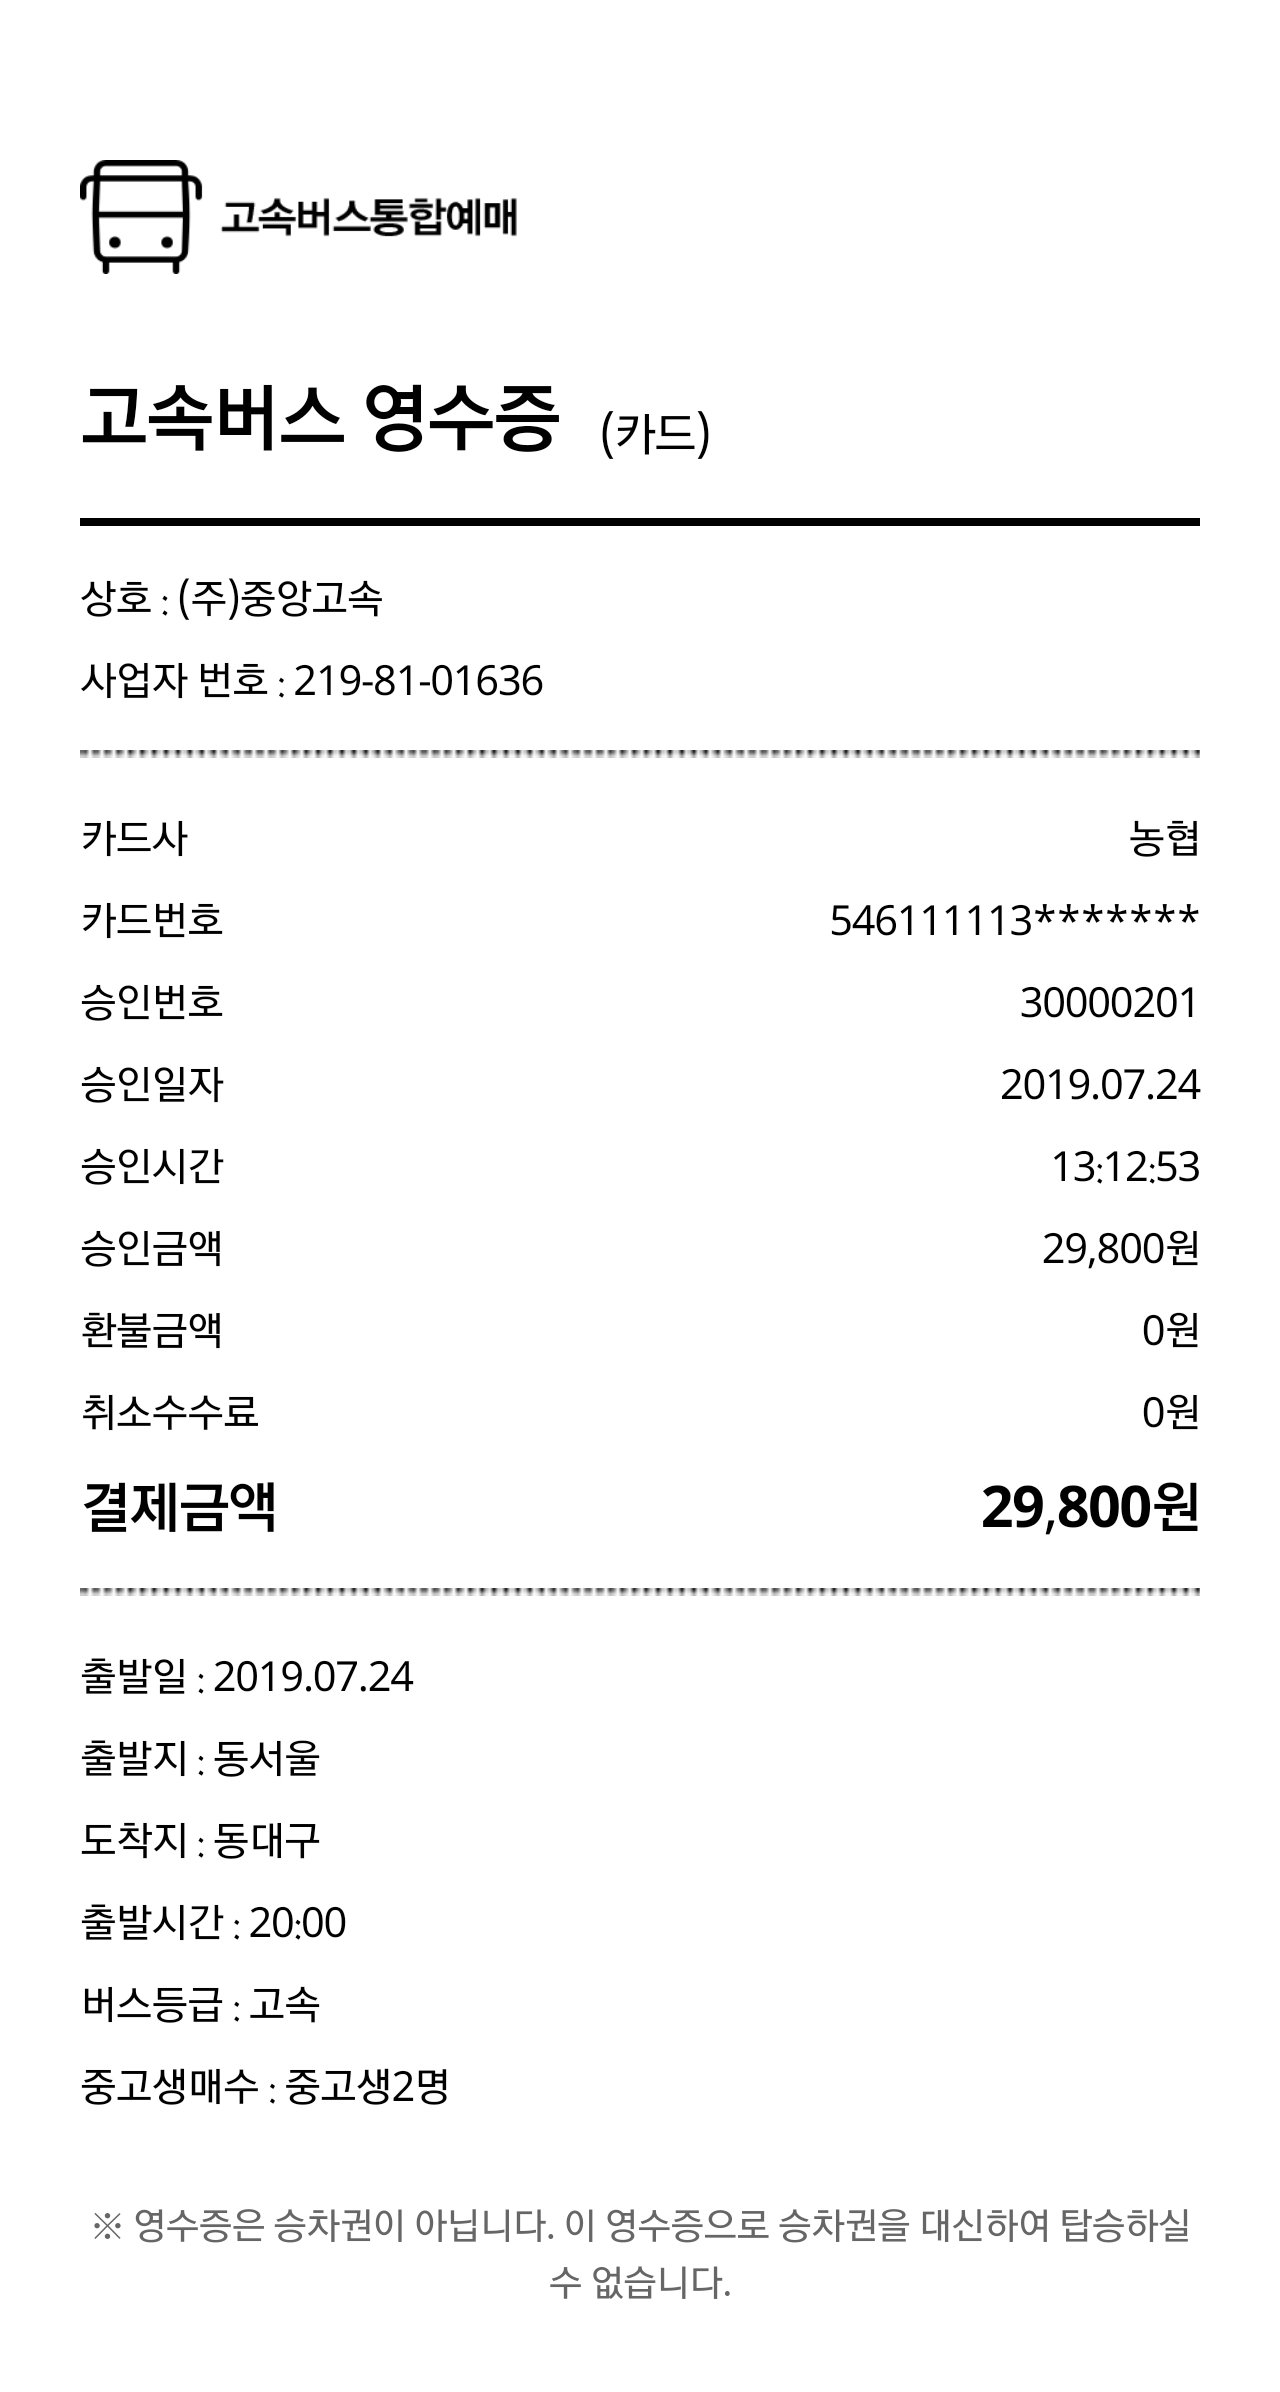 고속버스통합예매
고속버스 영수증 (카드)
상호 : (주)중앙고속
사업자 번호 : 219-81-01636
카드사 농협
카드번호 546111113*******
승인번호 30000201
승인일자 2019.07.24
승인시간 13:12:53
승인금액 29,800원
환불금액 0원
취소수수료 0원
결제금액 29,800원
출발일 : 2019.07.24
출발지 : 동서울
도착지 : 동대구
출발시간 : 20:00
버스등급 : 고속
중고생매수 : 중고생2명
※ 영수증은 승차권이 아닙니다. 이 영수증으로 승차권을 대신하여 탑승하실
수 없습니다.